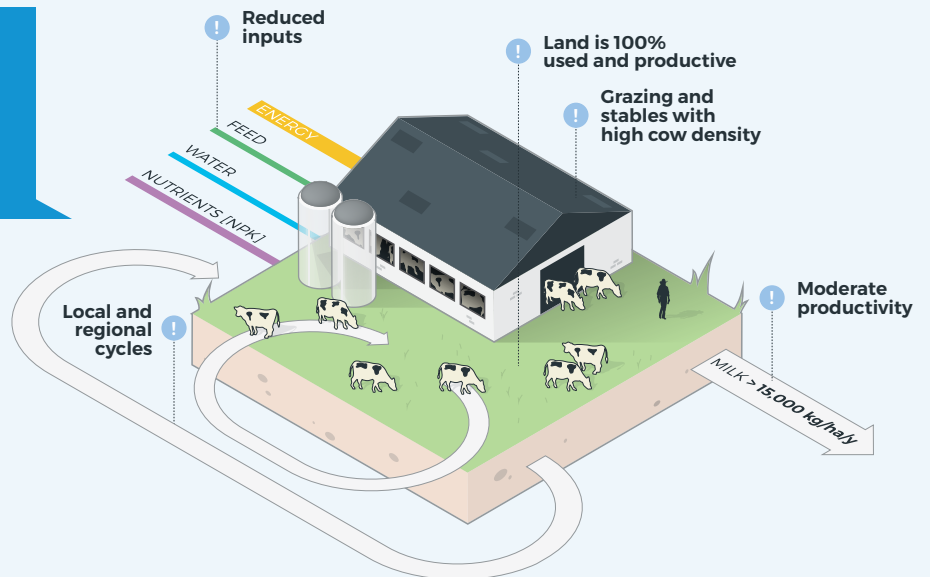 !
Reduced
inputs
!
Land is 100%
used and productive
!
Grazing and
stables with
high cow density
ENERGY
FEED
WATER
NUTRIENTS [NPK]
Local and
regional
cycles
!
!
Moderate
productivity
MILK > 15,000 kg/ha/y